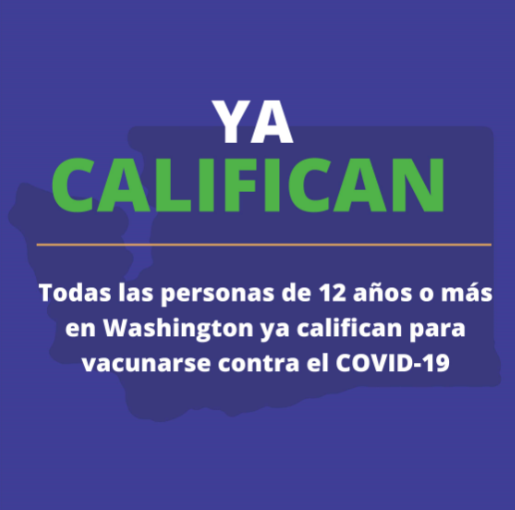 YA
CALIFICAN
Todas las personas de 12 años o más
en Washington ya califican para
vacunarse contra el COVID-19